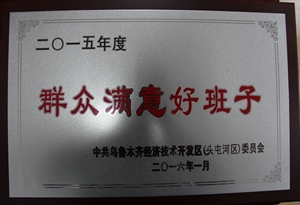 二〇一五年度
群众满意好班子
中共乌鲁木齐经济技术开发区(头屯河区)委员会
二〇一六年一月